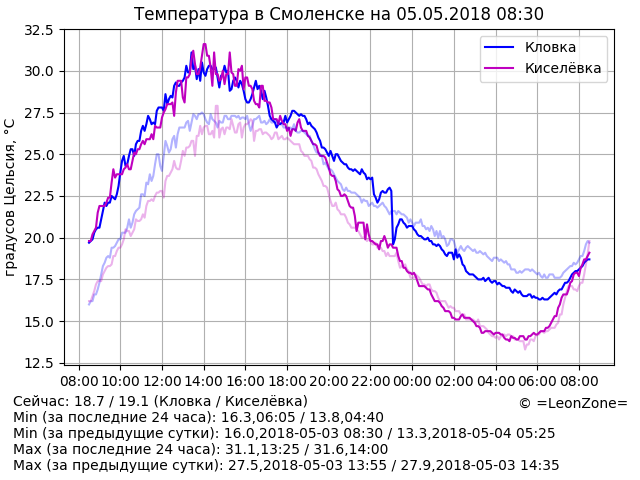 Температура в Смоленске на 05.05.2018 08:30
градусов Цельсия, °C
32.5
30.0
27.5
25.0
22.5
20.0
17.5
15.0
12.5
Кловка
Киселёвка
08:00 10:00 12:00 14:00 16:00 18:00 20:00 22:00 00:00 02:00 04:00 06:00 08:00
Сейчас: 18.7 / 19.1 (Кловка / Киселёвка)
© =LeonZone=
Min (за последние 24 часа): 16.3,06:05 / 13.8,04:40
Min (за предыдущие сутки): 16.0,2018-05-03 08:30 / 13.3,2018-05-04 05:25
Max (за последние 24 часа): 31.1,13:25 / 31.6,14:00
Max (за предыдущие сутки): 27.5,2018-05-03 13:55 / 27.9,2018-05-03 14:35